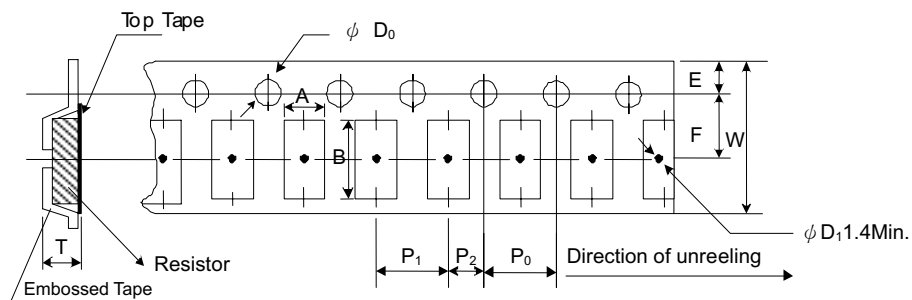 Top Tape
ϕ D0
E
A
F
W
B
T
ϕ D1 1.4Min.
P1
P2
P0
Direction of unreeling
Resistor
Embossed Tape